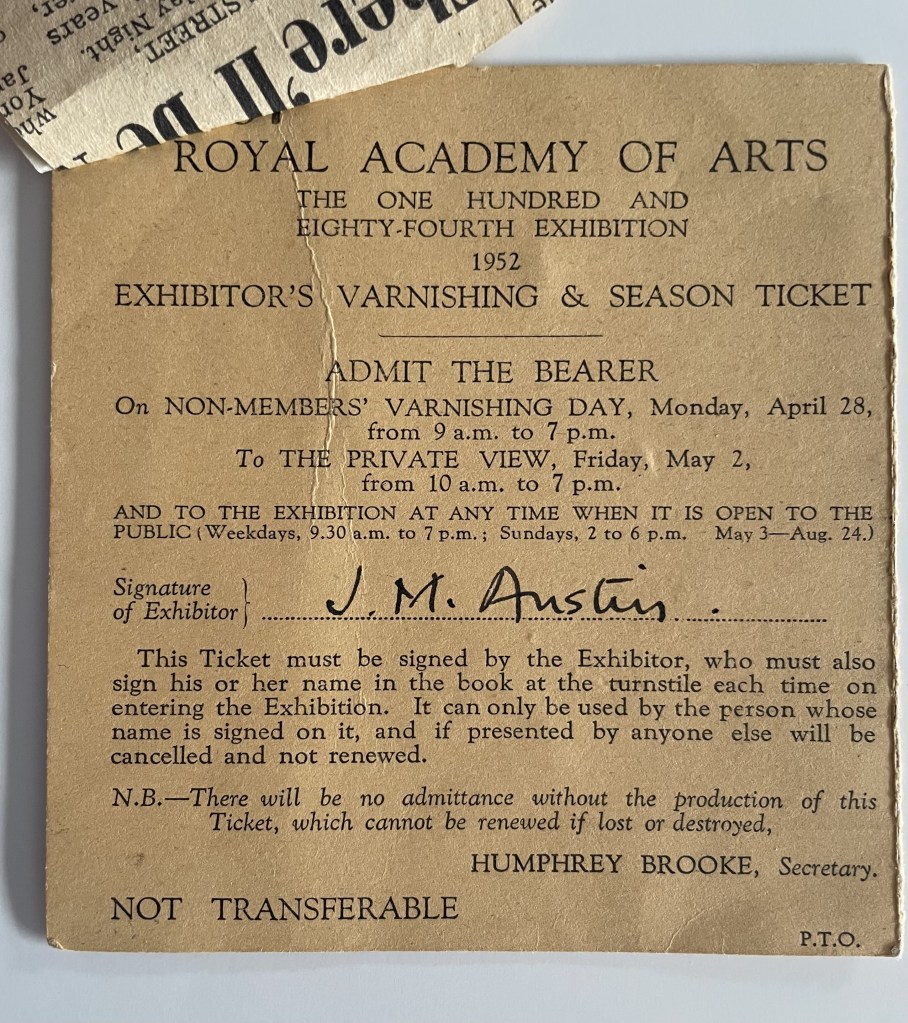 there'll be
STREET,
ay Night.
years
ROYAL ACADEMY OF ARTS
THE ONE HUNDRED AND
EIGHTY-FOURTH EXHIBITION
1952
EXHIBITOR'S VARNISHING & SEASON TICKET
ADMIT THE BEARER
On NON-MEMBERS' VARNISHING DAY, Monday, April 28,
from 9 a.m. to 7 p.m.
To THE PRIVATE VIEW, Friday, May 2,
from 10 a.m. to 7 p.m.
AND TO THE EXHIBITION AT ANY TIME WHEN IT IS OPEN TO THE
PUBLIC (Weekdays, 9.30 a.m. to 7 p.m.; Sundays, 2 to 6 p.m. May 3—Aug. 24.)
Signature
of Exhibitor} J. M. Austin
This Ticket must be signed by the Exhibitor, who must also
sign his or her name in the book at the turnstile each time on
entering the Exhibition. It can only be used by the person whose
name is signed on it, and if presented by anyone else will be
cancelled and not renewed.
N.B.—There will be no admittance without the production of this
Ticket, which cannot be renewed if lost or destroyed,
HUMPHREY BROOKE, Secretary.
NOT TRANSFERABLE
P.T.O.